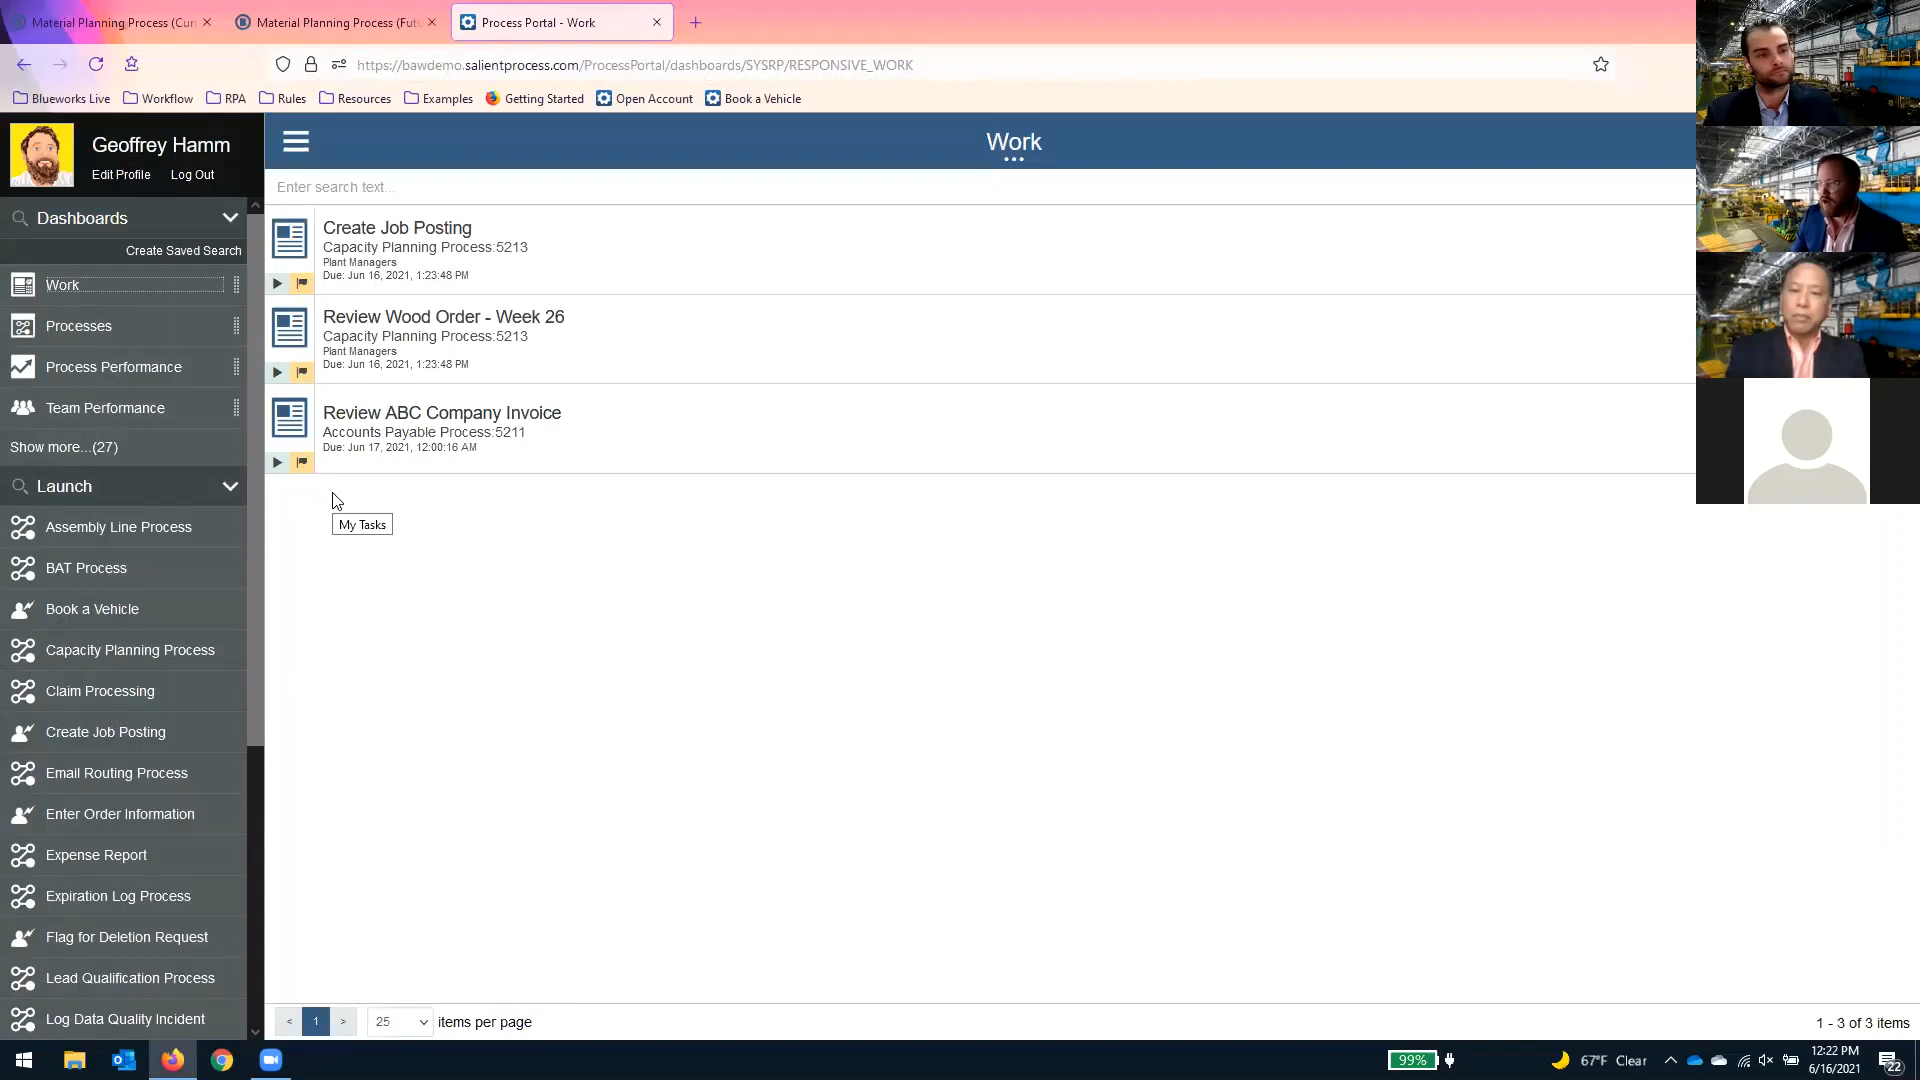 Material Planning Process (Curr
Material Planning Process (Futu
Process Portal - Work
https://bawdemo.salientprocess.com/ProcessPortal/dashboards/SYSRP/RESPONSIVE_WORK
Blueworks Live
Workflow
RPA
Rules
Resources
Examples
Getting Started
Open Account
Book a Vehicle
Geoffrey Hamm
Edit Profile
Log Out
Work
Enter search text...
Dashboards
Create Saved Search
Work
Processes
Process Performance
Team Performance
Show more...(27)
Launch
Assembly Line Process
BAT Process
Book a Vehicle
Capacity Planning Process
Claim Processing
Create Job Posting
Email Routing Process
Enter Order Information
Expense Report
Expiration Log Process
Flag for Deletion Request
Lead Qualification Process
Log Data Quality Incident
Create Job Posting
Capacity Planning Process:5213
Plant Managers
Due: Jun 16, 2021, 1:23:48 PM
Review Wood Order - Week 26
Capacity Planning Process:5213
Plant Managers
Due: Jun 16, 2021, 1:23:48 PM
Review ABC Company Invoice
Accounts Payable Process:5211
Due: Jun 17, 2021, 12:00:16 AM
My Tasks
< 1 > 25 items per page
1 - 3 of 3 items
99%
67°F Clear
12:22 PM
6/16/2021
22